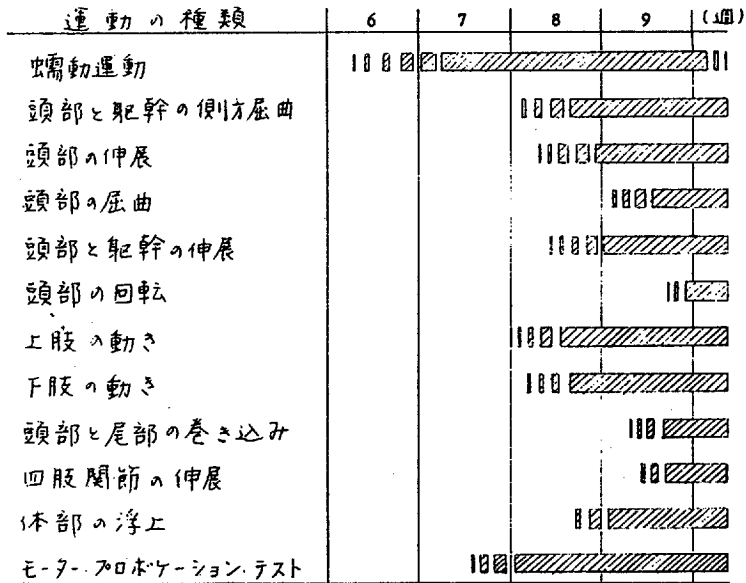 運動の種類 6 7 8 9 (週)
蠕動運動
頭部と躯幹の側方屈曲
頭部の伸展
頭部の屈曲
頭部と躯幹の伸展
頭部の回転
上肢の動き
下肢の動き
頭部と尾部の巻き込み
四肢関節の伸展
体部の浮上
モーター・プロボケーション・テスト